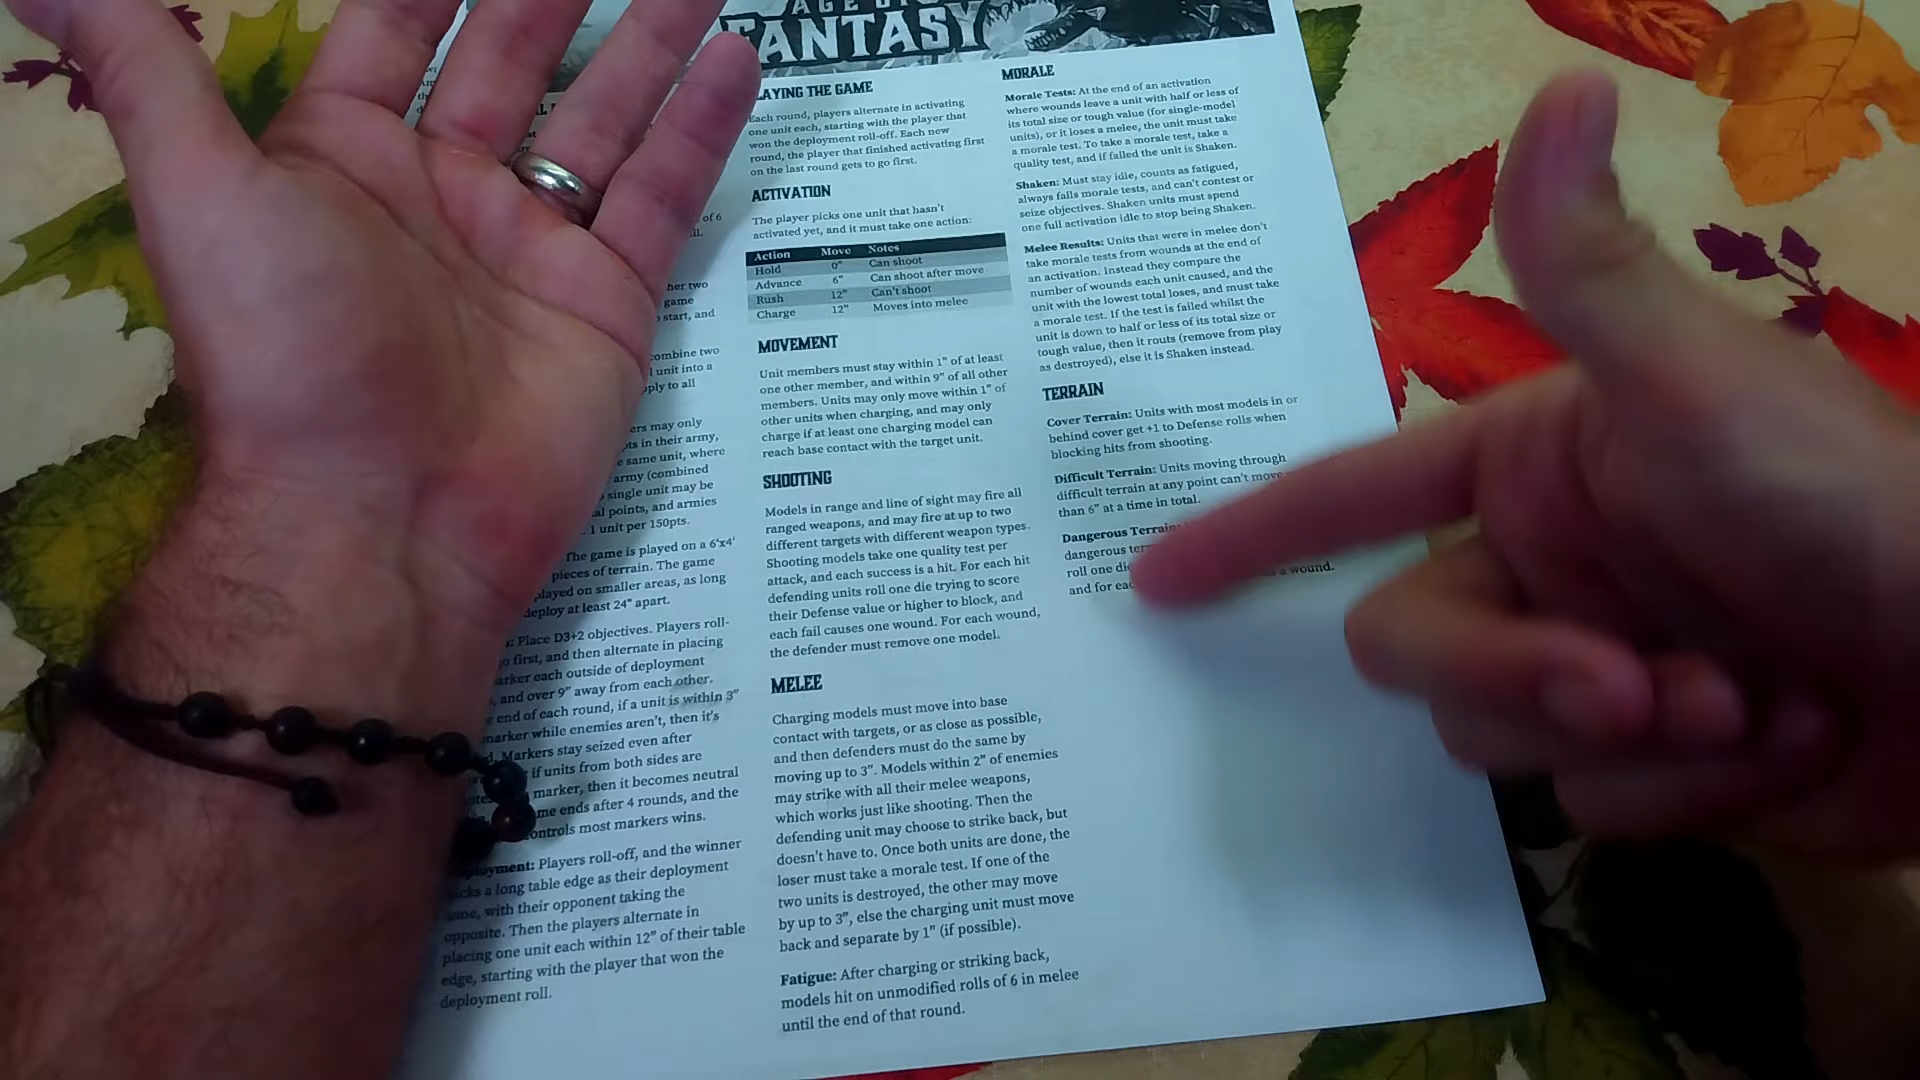 AGE OF
FANTASY
of 6
her two
game
start, and
combine two
unit into a
ply to all
ers may only
ts in their army,
same unit, where
army (combined
single unit may be
points, and armies
1 unit per 150pts.
The game is played on a 6'x4'
pieces of terrain. The game
played on smaller areas, as long
deploy at least 24" apart.
Place D3+2 objectives. Players roll-
first, and then alternate in placing
arker each outside of deployment
and over 9" away from each other.
end of each round, if a unit is within 3"
marker while enemies aren't, then it's
Markers stay seized even after
if units from both sides are
marker, then it becomes neutral
me ends after 4 rounds, and the
controls most markers wins.
loyment: Players roll-off, and the winner
a long table edge as their deployment
zone, with their opponent taking the
opposite. Then the players alternate in
placing one unit each within 12" of their table
edge, starting with the player that won the
deployment roll.
LAYING THE GAME
Each round, players alternate in activating
one unit each, starting with the player that
won the deployment roll-off. Each new
round, the player that finished activating first
on the last round gets to go first.
ACTIVATION
The player picks one unit that hasn't
activated yet, and it must take one action:
Action Move Notes
Hold 0" Can shoot
Advance 6" Can shoot after move
Rush 12" Can't shoot
Charge 12" Moves into melee
MOVEMENT
Unit members must stay within 1" of at least
one other member, and within 9" of all other
members. Units may only move within 1" of
other units when charging, and may only
charge if at least one charging model can
reach base contact with the target unit.
SHOOTING
Models in range and line of sight may fire all
ranged weapons, and may fire at up to two
different targets with different weapon types.
Shooting models take one quality test per
attack, and each success is a hit. For each hit
defending units roll one die trying to score
their Defense value or higher to block, and
each fail causes one wound. For each wound,
the defender must remove one model.
MELEE
Charging models must move into base
contact with targets, or as close as possible,
and then defenders must do the same by
moving up to 3". Models within 2" of enemies
may strike with all their melee weapons,
which works just like shooting. Then the
defending unit may choose to strike back, but
doesn't have to. Once both units are done, the
loser must take a morale test. If one of the
two units is destroyed, the other may move
by up to 3", else the charging unit must move
back and separate by 1" (if possible).
Fatigue: After charging or striking back,
models hit on unmodified rolls of 6 in melee
until the end of that round.
MORALE
Morale Tests: At the end of an activation
where wounds leave a unit with half or less of
its total size or tough value (for single-model
units), or it loses a melee, the unit must take
a morale test. To take a morale test, take a
quality test, and if failed the unit is Shaken.
Shaken: Must stay idle, counts as fatigued,
always fails morale tests, and can't contest or
seize objectives. Shaken units must spend
one full activation idle to stop being Shaken.
Melee Results: Units that were in melee don't
take morale tests from wounds at the end of
an activation. Instead they compare the
number of wounds each unit caused, and the
unit with the lowest total loses, and must take
a morale test. If the test is failed whilst the
unit is down to half or less of its total size or
tough value, then it routs (remove from play
as destroyed), else it is Shaken instead.
TERRAIN
Cover Terrain: Units with most models in or
behind cover get +1 to Defense rolls when
blocking hits from shooting.
Difficult Terrain: Units moving through
difficult terrain at any point can't move
than 6" at a time in total.
Dangerous Terrain:
dangerous ter
roll one die
and for eac a wound.